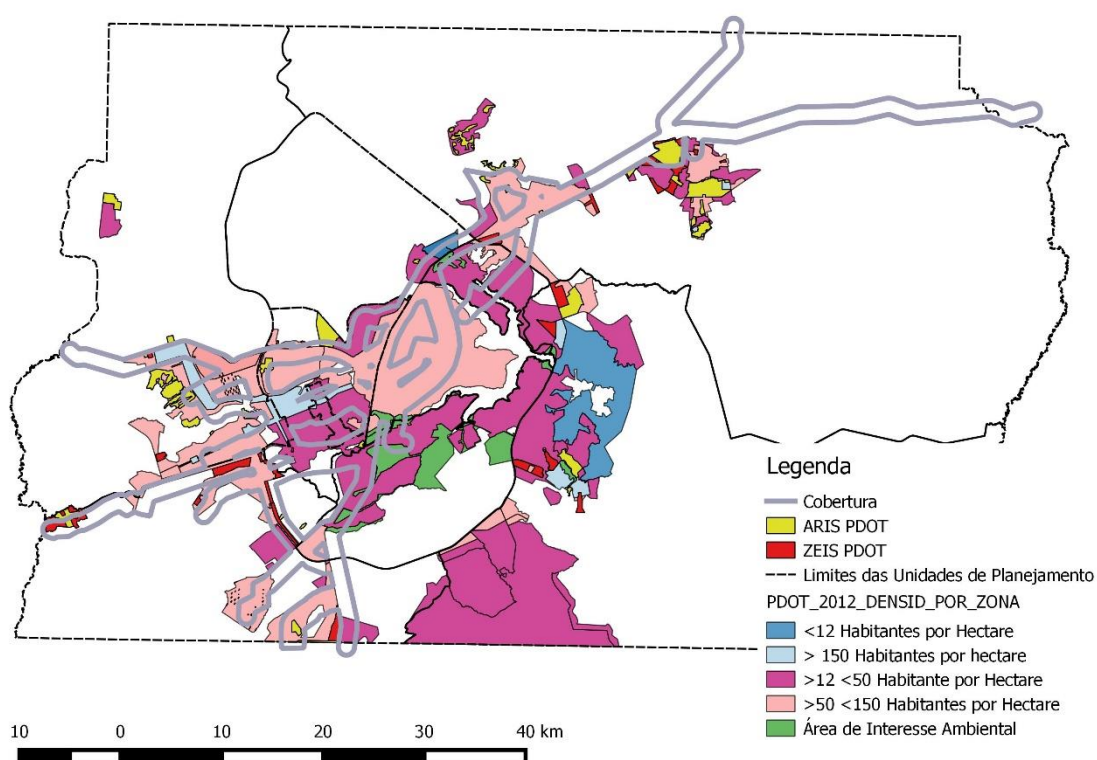 Legenda
Cobertura
ARIS PDOT
ZEIS PDOT
Limites das Unidades de Planejamento
PDOT_2012_DENSID_POR_ZONA
<12 Habitantes por Hectare
> 150 Habitantes por hectare
>12 <50 Habitante por Hectare
>50 <150 Habitantes por Hectare
Área de Interesse Ambiental
10 0 10 20 30 40 km